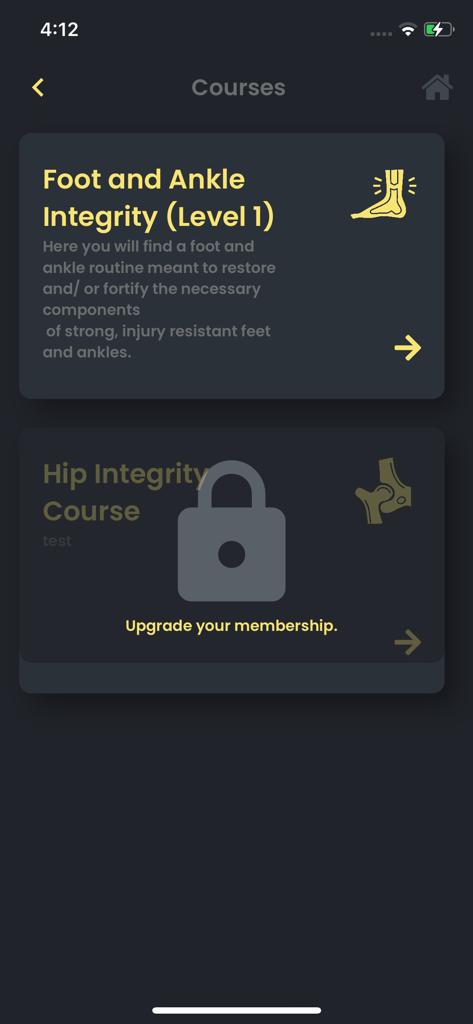 4:12
Courses
Foot and Ankle
Integrity (Level 1)
Here you will find a foot and
ankle routine meant to restore
and/ or fortify the necessary
components
of strong, injury resistant feet
and ankles.
Hip Integrity
Course
test
Upgrade your membership.